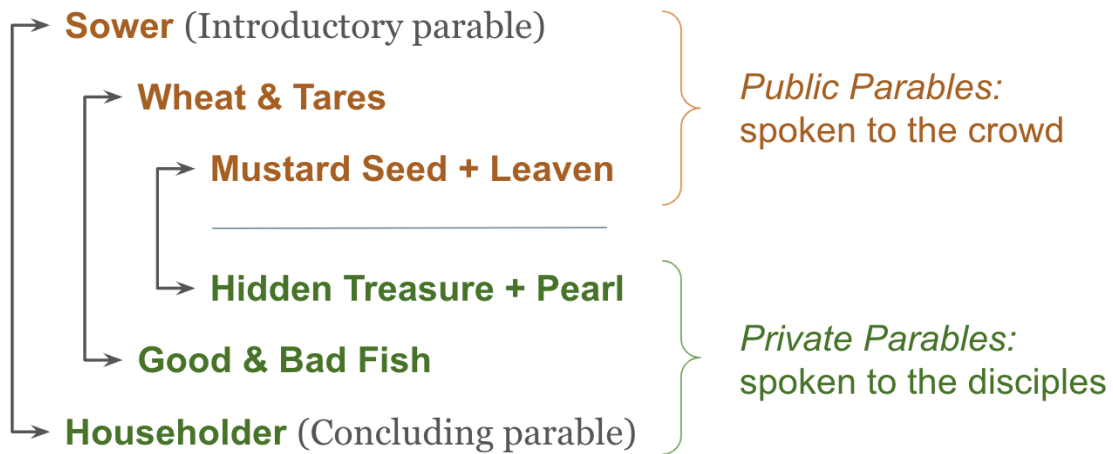 Sower (Introductory parable)
Wheat & Tares
Mustard Seed + Leaven
Public Parables:
spoken to the crowd
Hidden Treasure + Pearl
Good & Bad Fish
Householder (Concluding parable)
Private Parables:
spoken to the disciples